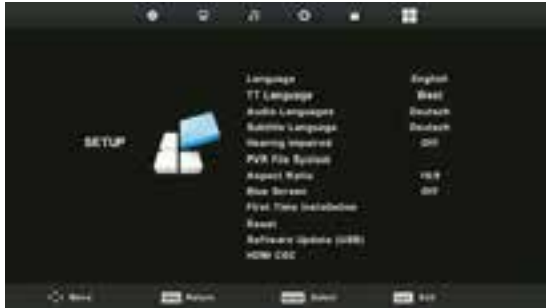 Language English
TT Language West
Audio Languages Deutsch
Subtitle Language Deutsch
Hearing Impaired Off
PVR File System
SETUP
Aspect Ratio 16:9
Blue Screen Off
First Time Installation
Reset
Software Update (USB)
HDMI CEC
Move Return Select Exit